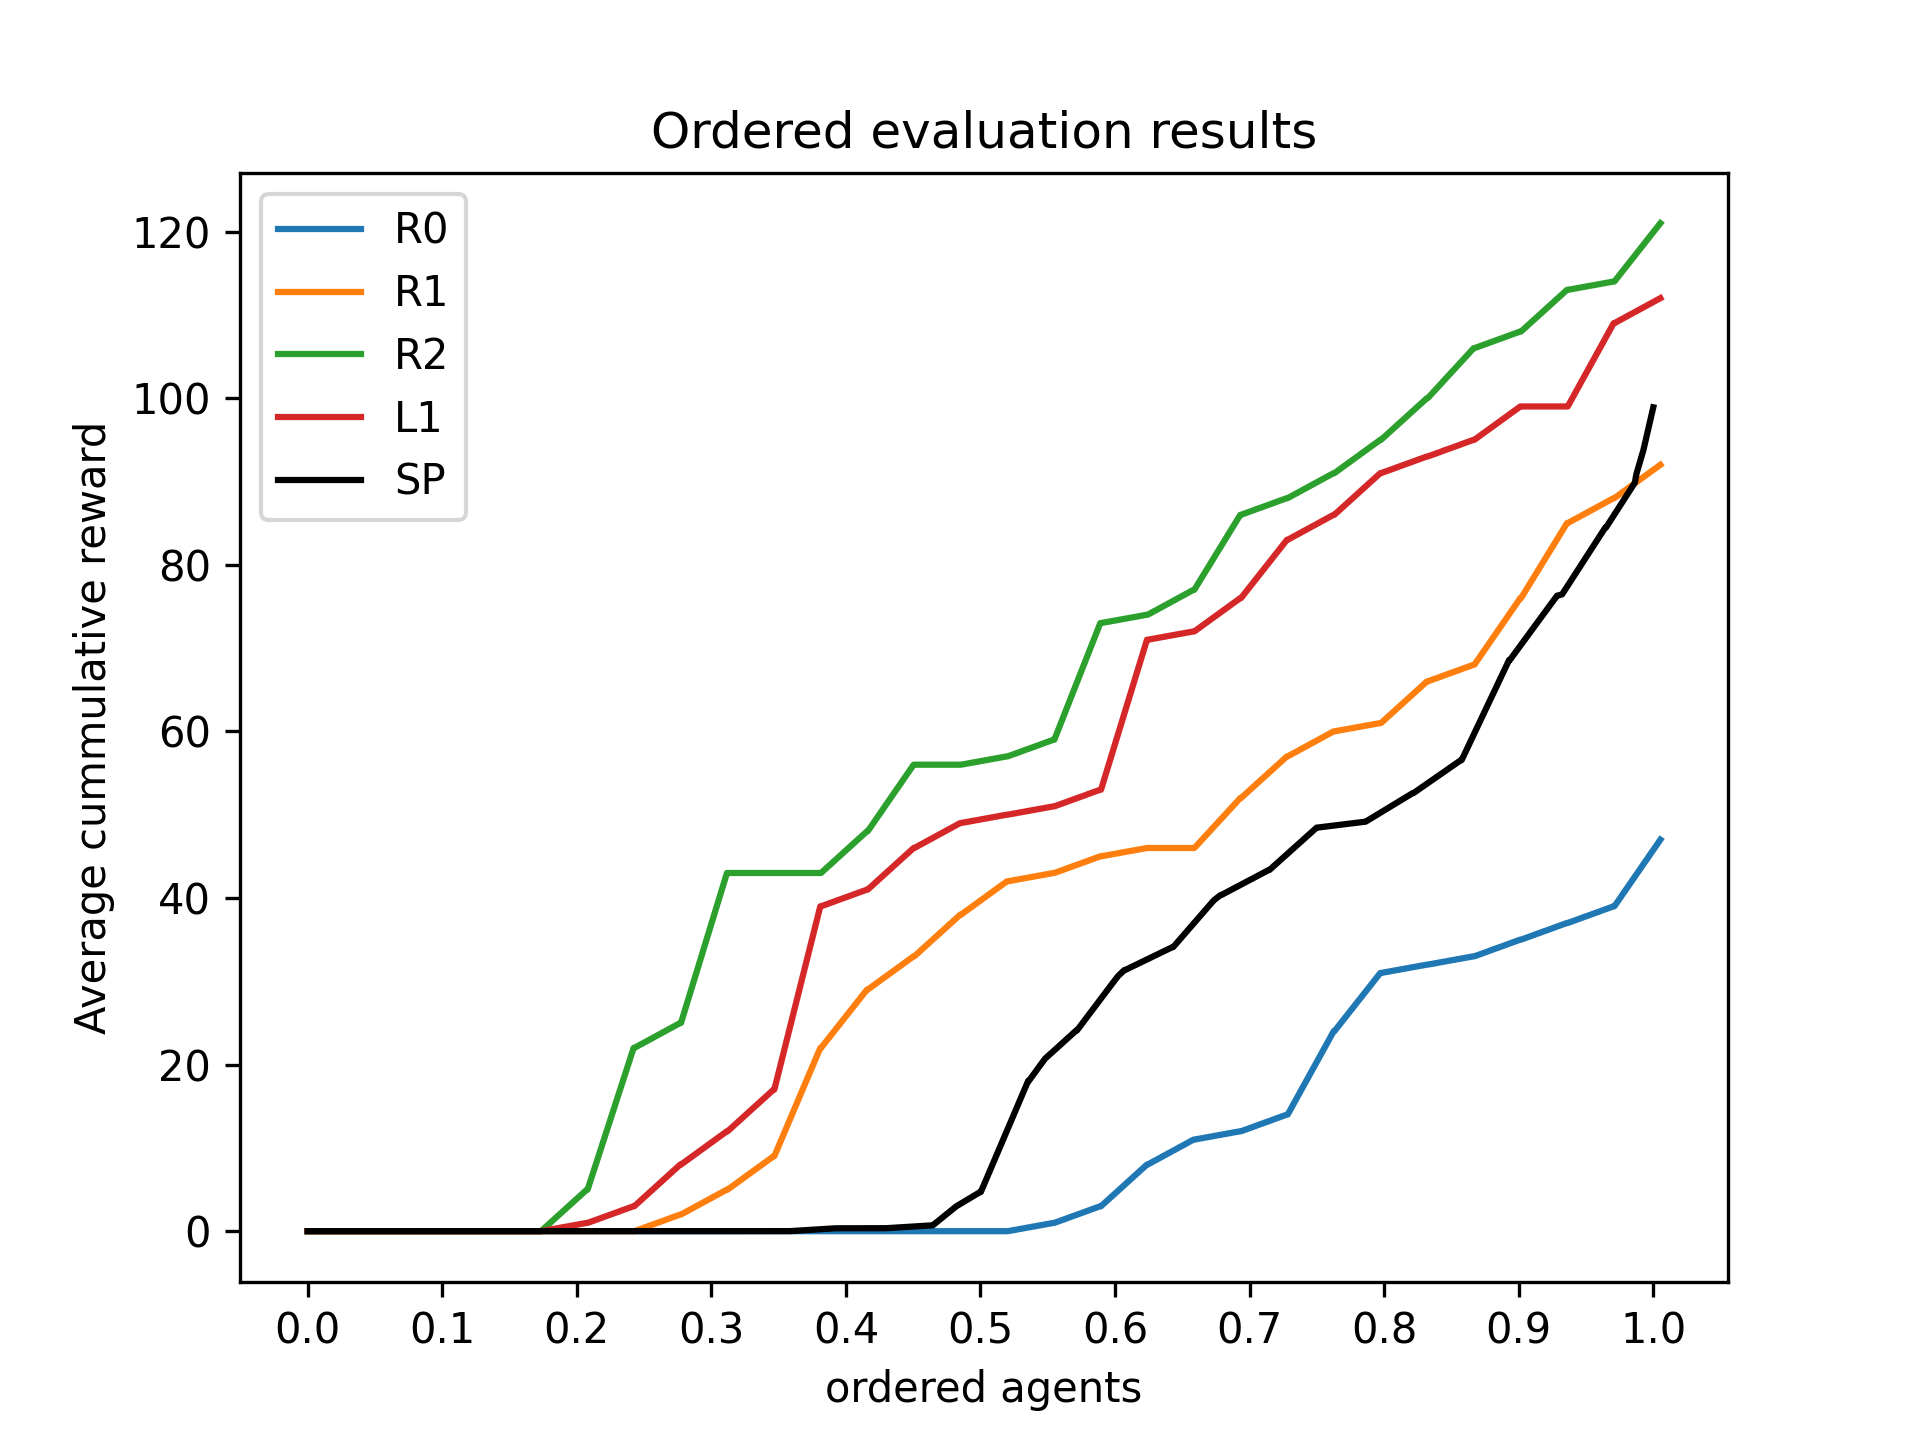 Ordered evaluation results
R0
R1
R2
L1
SP
120
100
80
60
40
20
0
Average cummulative reward
0.0 0.1 0.2 0.3 0.4 0.5 0.6 0.7 0.8 0.9 1.0
ordered agents